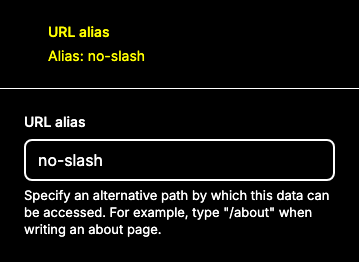 URL alias
Alias: no-slash
URL alias
no-slash
Specify an alternative path by which this data can
be accessed. For example, type "/about" when
writing an about page.